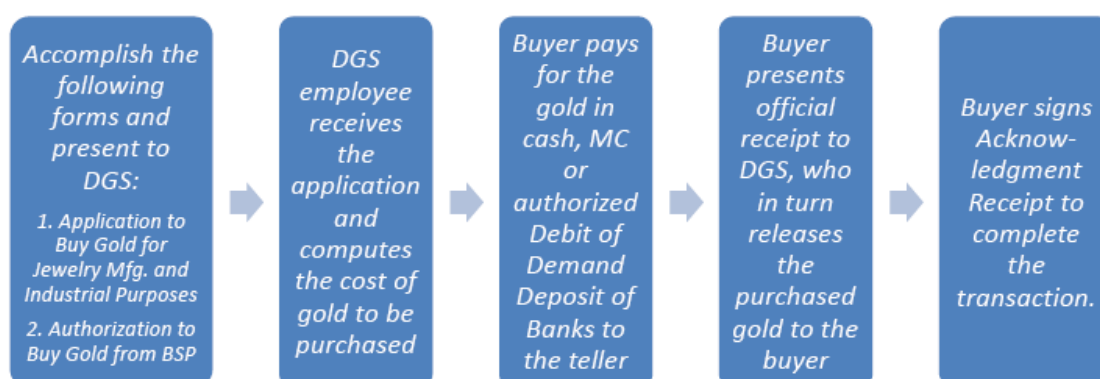 Accomplish the
following
forms and
present to
DGS:
1. Application to
Buy Gold for
Jewelry Mfg. and
Industrial Purposes
2. Authorization to
Buy Gold from BSP
DGS
employee
receives
the
application
and
computes
the cost of
gold to be
purchased
Buyer pays
for the
gold in
cash, MC
or
authorized
Debit of
Demand
Deposit of
Banks to
the teller
Buyer
presents
official
receipt to
DGS, who
in turn
releases
the
purchased
gold to the
buyer
Buyer signs
Acknow-
ledgment
Receipt to
complete
the
transaction.